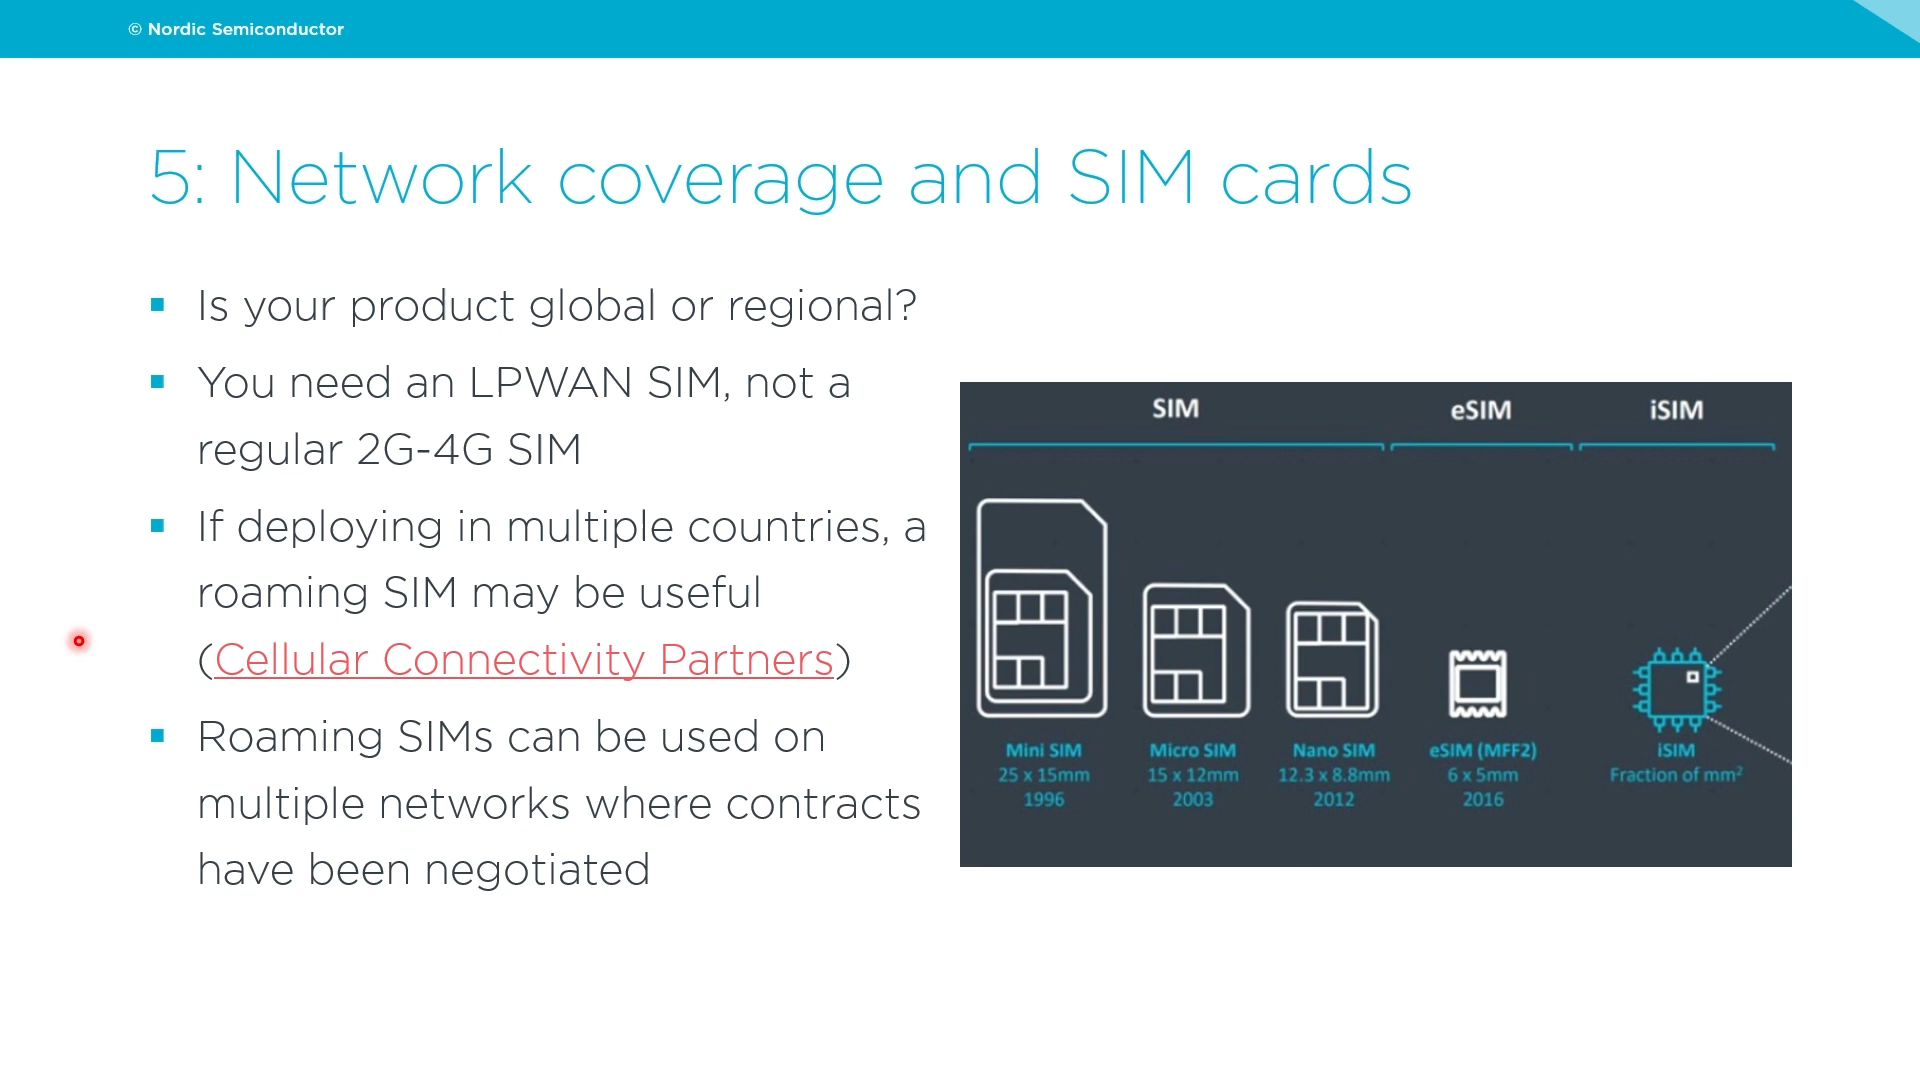 © Nordic Semiconductor
5: Network coverage and SIM cards
Is your product global or regional?
You need an LPWAN SIM, not a
regular 2G-4G SIM
If deploying in multiple countries, a
roaming SIM may be useful
(Cellular Connectivity Partners)
Roaming SIMs can be used on
multiple networks where contracts
have been negotiated
SIM eSIM iSIM
Mini SIM Micro SIM Nano SIM eSIM (MFF2) iSIM
25 x 15mm 15 x 12mm 12.3 x 8.8mm 6 x 5mm Fraction of mm²
1996 2003 2012 2016